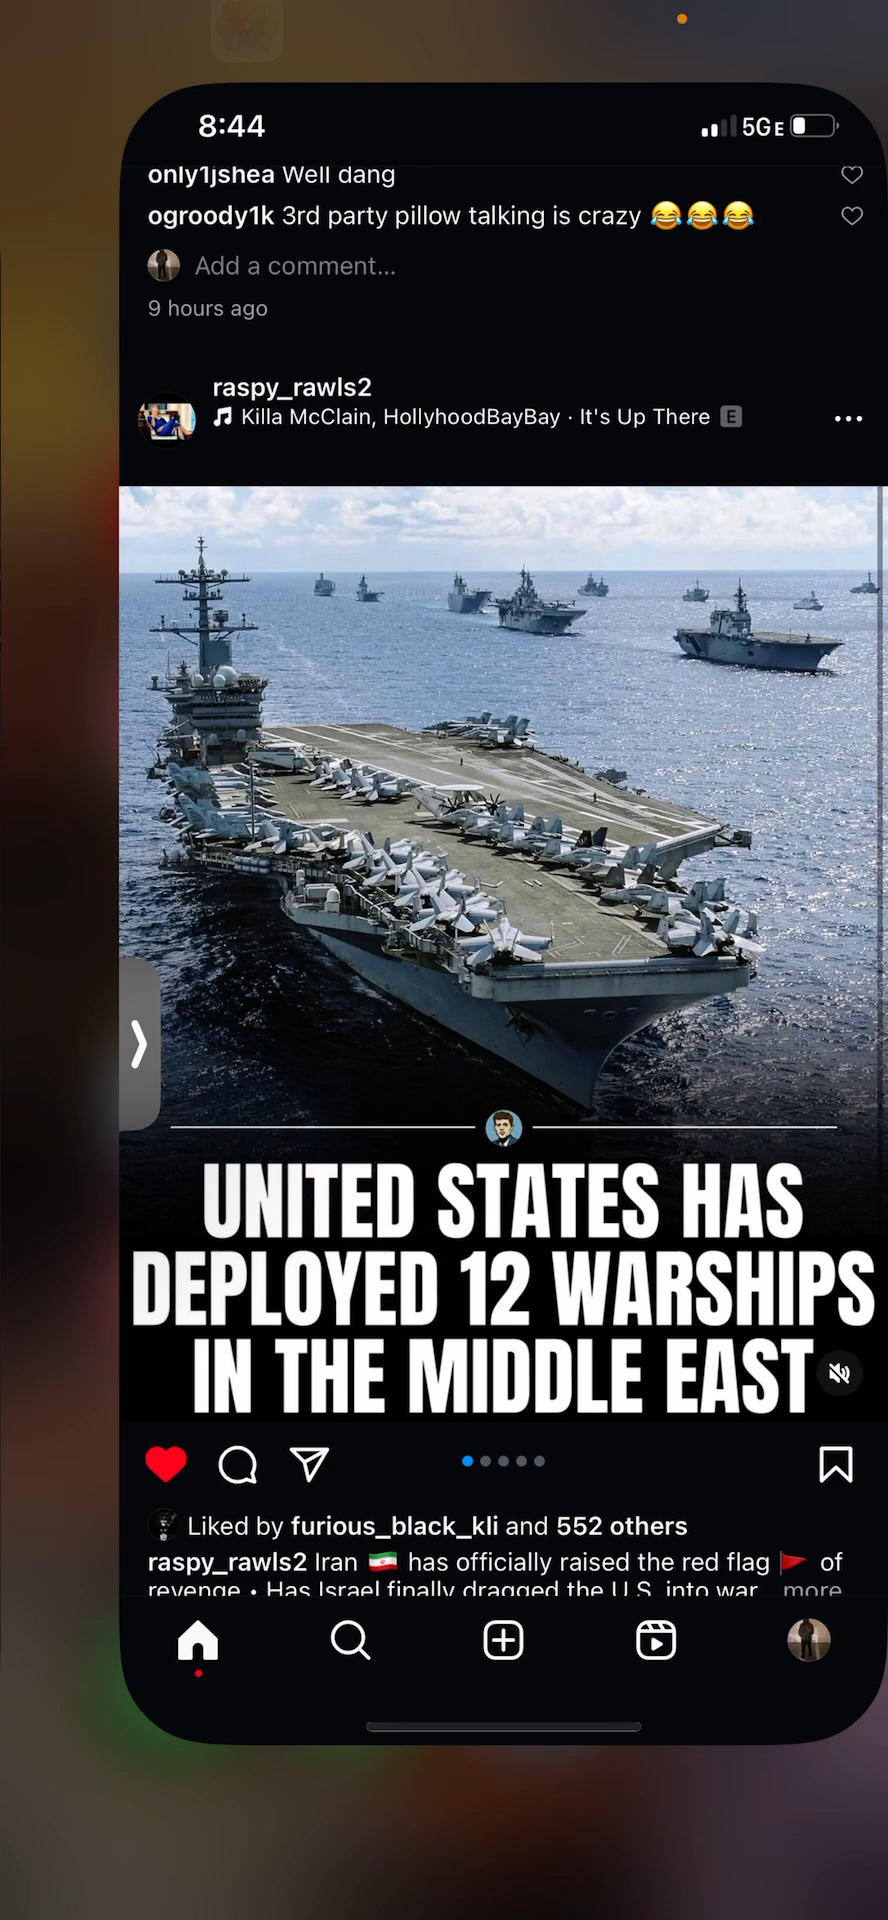 8:44
5GE
only1jshea Well dang
ogroody1k 3rd party pillow talking is crazy 😂😂😂
Add a comment...
9 hours ago
raspy_rawls2
Killa McClain, HollyhoodBayBay · It's Up There E
UNITED STATES HAS
DEPLOYED 12 WARSHIPS
IN THE MIDDLE EAST
Liked by furious_black_kli and 552 others
raspy_rawls2 Iran 🇮🇷 has officially raised the red flag 🚩 of
revenge • Has Israel finally dragged the U.S. into war... more